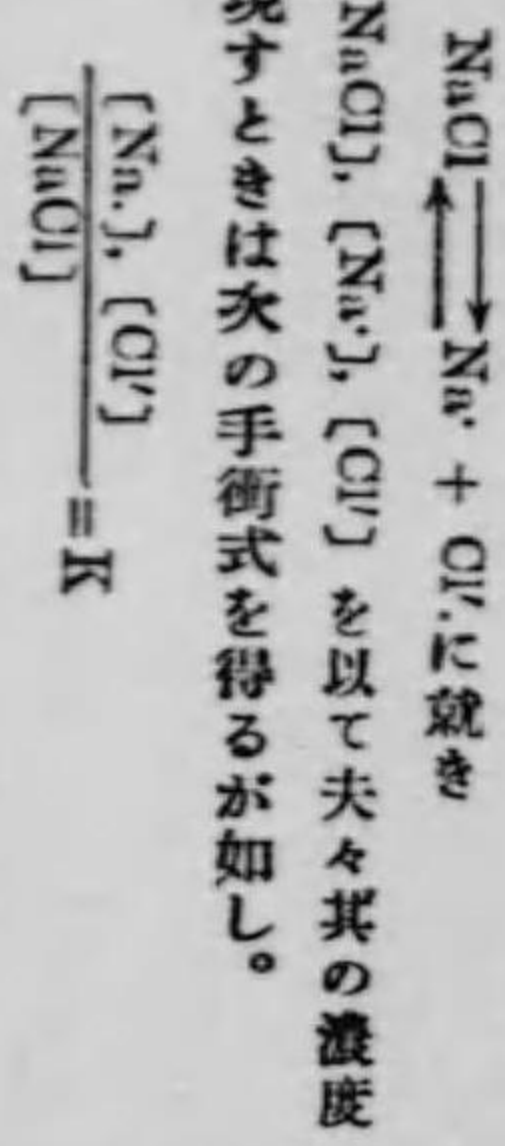 NaCl ⇄ Na· + Cl′. に就き
NaCl〕, 〔Na·〕, 〔Cl′〕 を以て夫々其の濃度
すときは次の手術式を得るが如し。
〔Na·〕, 〔Cl′〕
〔NaCl〕 = K